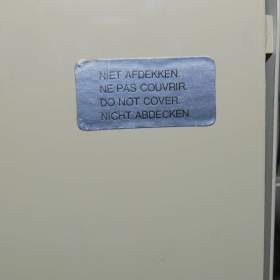 NIET AFDEKKEN.
NE PAS COUVRIR.
DO NOT COVER.
NICHT ABDECKEN.